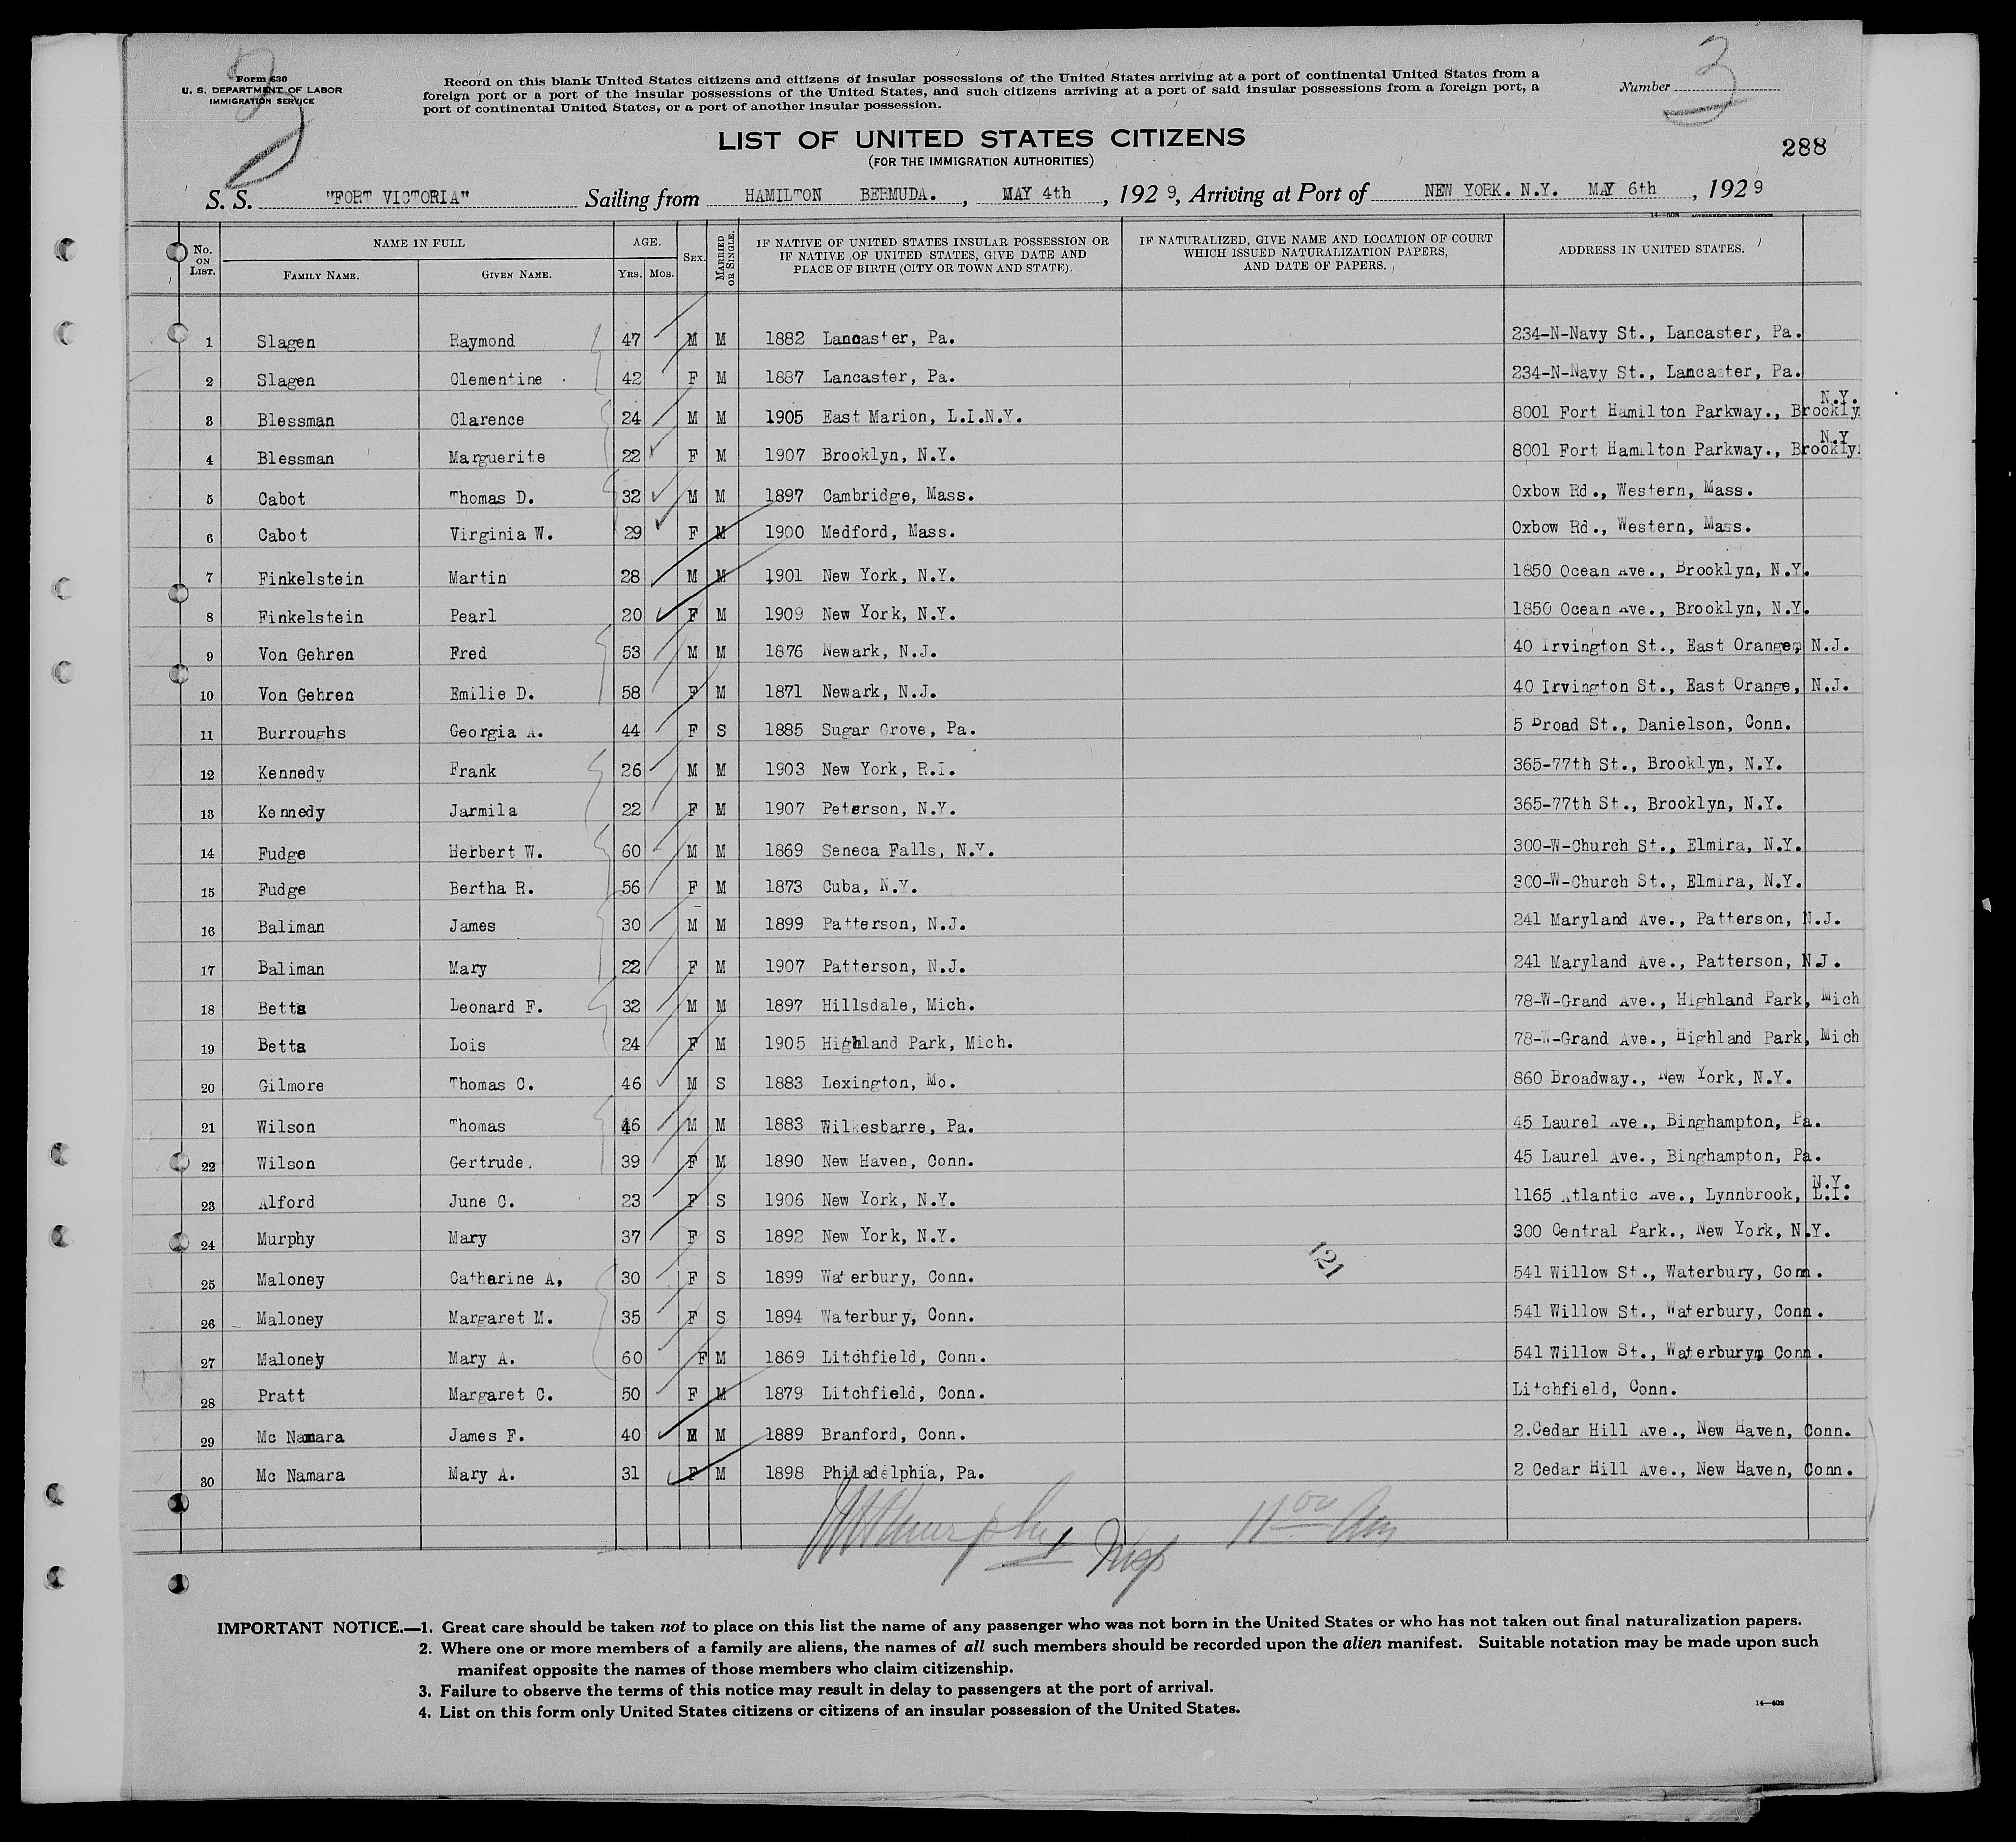 Form 630
U. S. DEPARTMENT OF LABOR
IMMIGRATION SERVICE
2
Record on this blank United States citizens and citizens of insular possessions of the United States arriving at a port of continental United States from a
foreign port or a port of the insular possessions of the United States, and such citizens arriving at a port of said insular possessions from a foreign port, a
port of continental United States, or a port of another insular possession.
Number 3
LIST OF UNITED STATES CITIZENS
(FOR THE IMMIGRATION AUTHORITIES)
288
S. S. "FORT VICTORIA" Sailing from HAMILTON BERMUDA. , MAY 4th , 1929, Arriving at Port of NEW YORK. N.Y. MAY 6th , 1929
14—608 GOVERNMENT PRINTING OFFICE
No. ON LIST. NAME IN FULL FAMILY NAME. GIVEN NAME. AGE. Yrs. Mos. SEX. MARRIED OR SINGLE. IF NATIVE OF UNITED STATES INSULAR POSSESSION OR IF NATIVE OF UNITED STATES, GIVE DATE AND PLACE OF BIRTH (CITY OR TOWN AND STATE). IF NATURALIZED, GIVE NAME AND LOCATION OF COURT WHICH ISSUED NATURALIZATION PAPERS, AND DATE OF PAPERS. ADDRESS IN UNITED STATES.
1 Slagen Raymond 47 M M 1882 Lancaster, Pa. 234-N-Navy St., Lancaster, Pa.
2 Slagen Clementine 42 F M 1887 Lancaster, Pa. 234-N-Navy St., Lancaster, Pa.
3 Blessman Clarence 24 M M 1905 East Marion, L.I.N.Y. 8001 Fort Hamilton Parkway., Brookly N.Y.
4 Blessman Marguerite 22 F M 1907 Brooklyn, N.Y. 8001 Fort Hamilton Parkway., Brookly N.Y
5 Cabot Thomas D. 32 M M 1897 Cambridge, Mass. Oxbow Rd., Western, Mass.
6 Cabot Virginia W. 29 F M 1900 Medford, Mass. Oxbow Rd., Western, Mass.
7 Finkelstein Martin 28 M M 1901 New York, N.Y. 1850 Ocean Ave., Brooklyn, N.Y.
8 Finkelstein Pearl 20 F M 1909 New York, N.Y. 1850 Ocean Ave., Brooklyn, N.Y.
9 Von Gehren Fred 53 M M 1876 Newark, N.J. 40 Irvington St., East Orange, N.J.
10 Von Gehren Emilie D. 58 F M 1871 Newark, N.J. 40 Irvington St., East Orange, N.J.
11 Burroughs Georgia A. 44 F S 1885 Sugar Grove, Pa. 5 Broad St., Danielson, Conn.
12 Kennedy Frank 26 M M 1903 New York, R.I. 365-77th St., Brooklyn, N.Y.
13 Kennedy Jarmila 22 F M 1907 Peterson, N.Y. 365-77th St., Brooklyn, N.Y.
14 Fudge Herbert W. 60 M M 1869 Seneca Falls, N.Y. 300-W-Church St., Elmira, N.Y.
15 Fudge Bertha R. 56 F M 1873 Cuba, N.Y. 300-W-Church St., Elmira, N.Y.
16 Baliman James 30 M M 1899 Patterson, N.J. 241 Maryland Ave., Patterson, N.J.
17 Baliman Mary 22 F M 1907 Patterson, N.J. 241 Maryland Ave., Patterson, N.J.
18 Betts Leonard F. 32 M M 1897 Hillsdale, Mich. 78-W-Grand Ave., Highland Park, Mich
19 Betts Lois 24 F M 1905 Highland Park, Mich. 78-W-Grand Ave., Highland Park, Mich
20 Gilmore Thomas C. 46 M S 1883 Lexington, Mo. 860 Broadway., New York, N.Y.
21 Wilson Thomas 46 M M 1883 Wilkesbarre, Pa. 45 Laurel Ave., Binghampton, Pa.
22 Wilson Gertrude. 39 F M 1890 New Haven, Conn. 45 Laurel Ave., Binghampton, Pa.
23 Alford June C. 23 F S 1906 New York, N.Y. 1165 Atlantic Ave., Lynnbrook, L.I. N.Y.
24 Murphy Mary 37 F S 1892 New York, N.Y. 300 Central Park., New York, N.Y.
121
25 Maloney Catharine A, 30 F S 1899 Waterbury, Conn. 541 Willow St., Waterbury, Conn.
26 Maloney Margaret M. 35 F S 1894 Waterbury, Conn. 541 Willow St., Waterbury, Conn.
27 Maloney Mary A. 60 F M 1869 Litchfield, Conn. 541 Willow St., Waterbury, Conn.
28 Pratt Margaret C. 50 F M 1879 Litchfield, Conn. Litchfield, Conn.
29 Mc Namara James F. 40 M M 1889 Branford, Conn. 2.Cedar Hill Ave., New Haven, Conn.
30 Mc Namara Mary A. 31 F M 1898 Philadelphia, Pa. 2 Cedar Hill Ave., New Haven, Conn.
Murphy Insp 11 00 Am
IMPORTANT NOTICE.—1. Great care should be taken not to place on this list the name of any passenger who was not born in the United States or who has not taken out final naturalization papers.
2. Where one or more members of a family are aliens, the names of all such members should be recorded upon the alien manifest. Suitable notation may be made upon such
manifest opposite the names of those members who claim citizenship.
3. Failure to observe the terms of this notice may result in delay to passengers at the port of arrival.
4. List on this form only United States citizens or citizens of an insular possession of the United States.
14—608